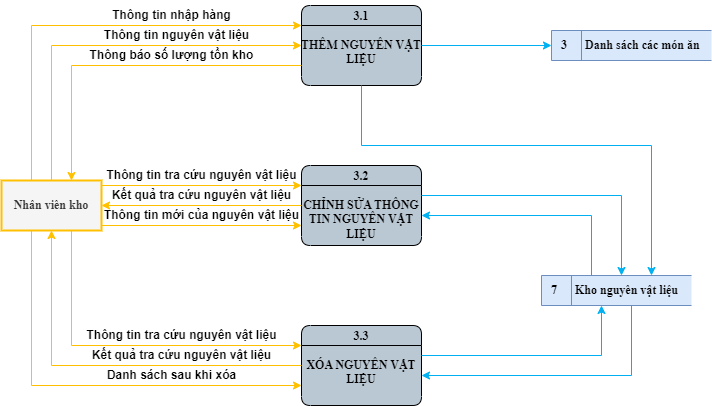 Thông tin nhập hàng
Thông tin nguyên vật liệu
Thông báo số lượng tồn kho
3.1
THÊM NGUYÊN VẬT
LIỆU
3
Danh sách các món ăn
Nhân viên kho
Thông tin tra cứu nguyên vật liệu
Kết quả tra cứu nguyên vật liệu
Thông tin mới của nguyên vật liệu
3.2
CHỈNH SỬA THÔNG
TIN NGUYÊN VẬT
LIỆU
7
Kho nguyên vật liệu
Thông tin tra cứu nguyên vật liệu
Kết quả tra cứu nguyên vật liệu
Danh sách sau khi xóa
3.3
XÓA NGUYÊN VẬT
LIỆU